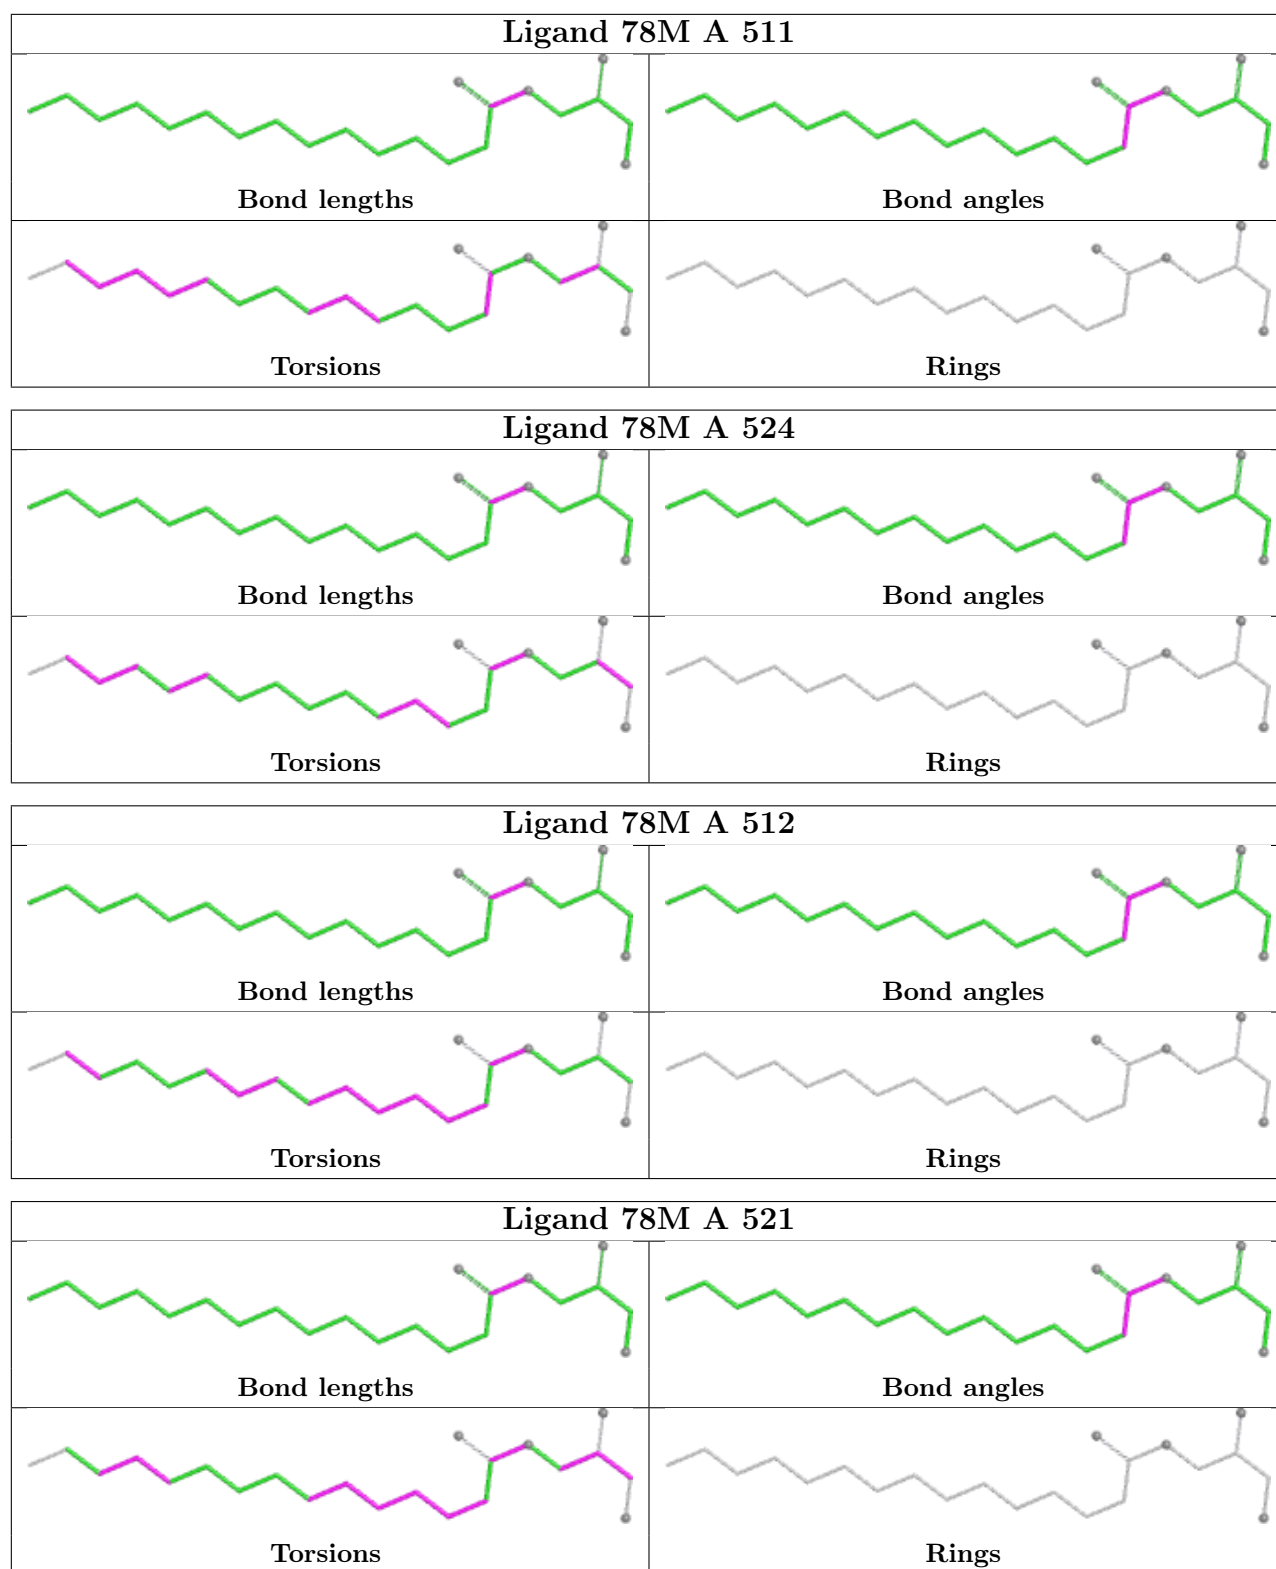 Ligand 78M A 511
Bond lengths
Bond angles
Torsions
Rings
Ligand 78M A 524
Bond lengths
Bond angles
Torsions
Rings
Ligand 78M A 512
Bond lengths
Bond angles
Torsions
Rings
Ligand 78M A 521
Bond lengths
Bond angles
Torsions
Rings